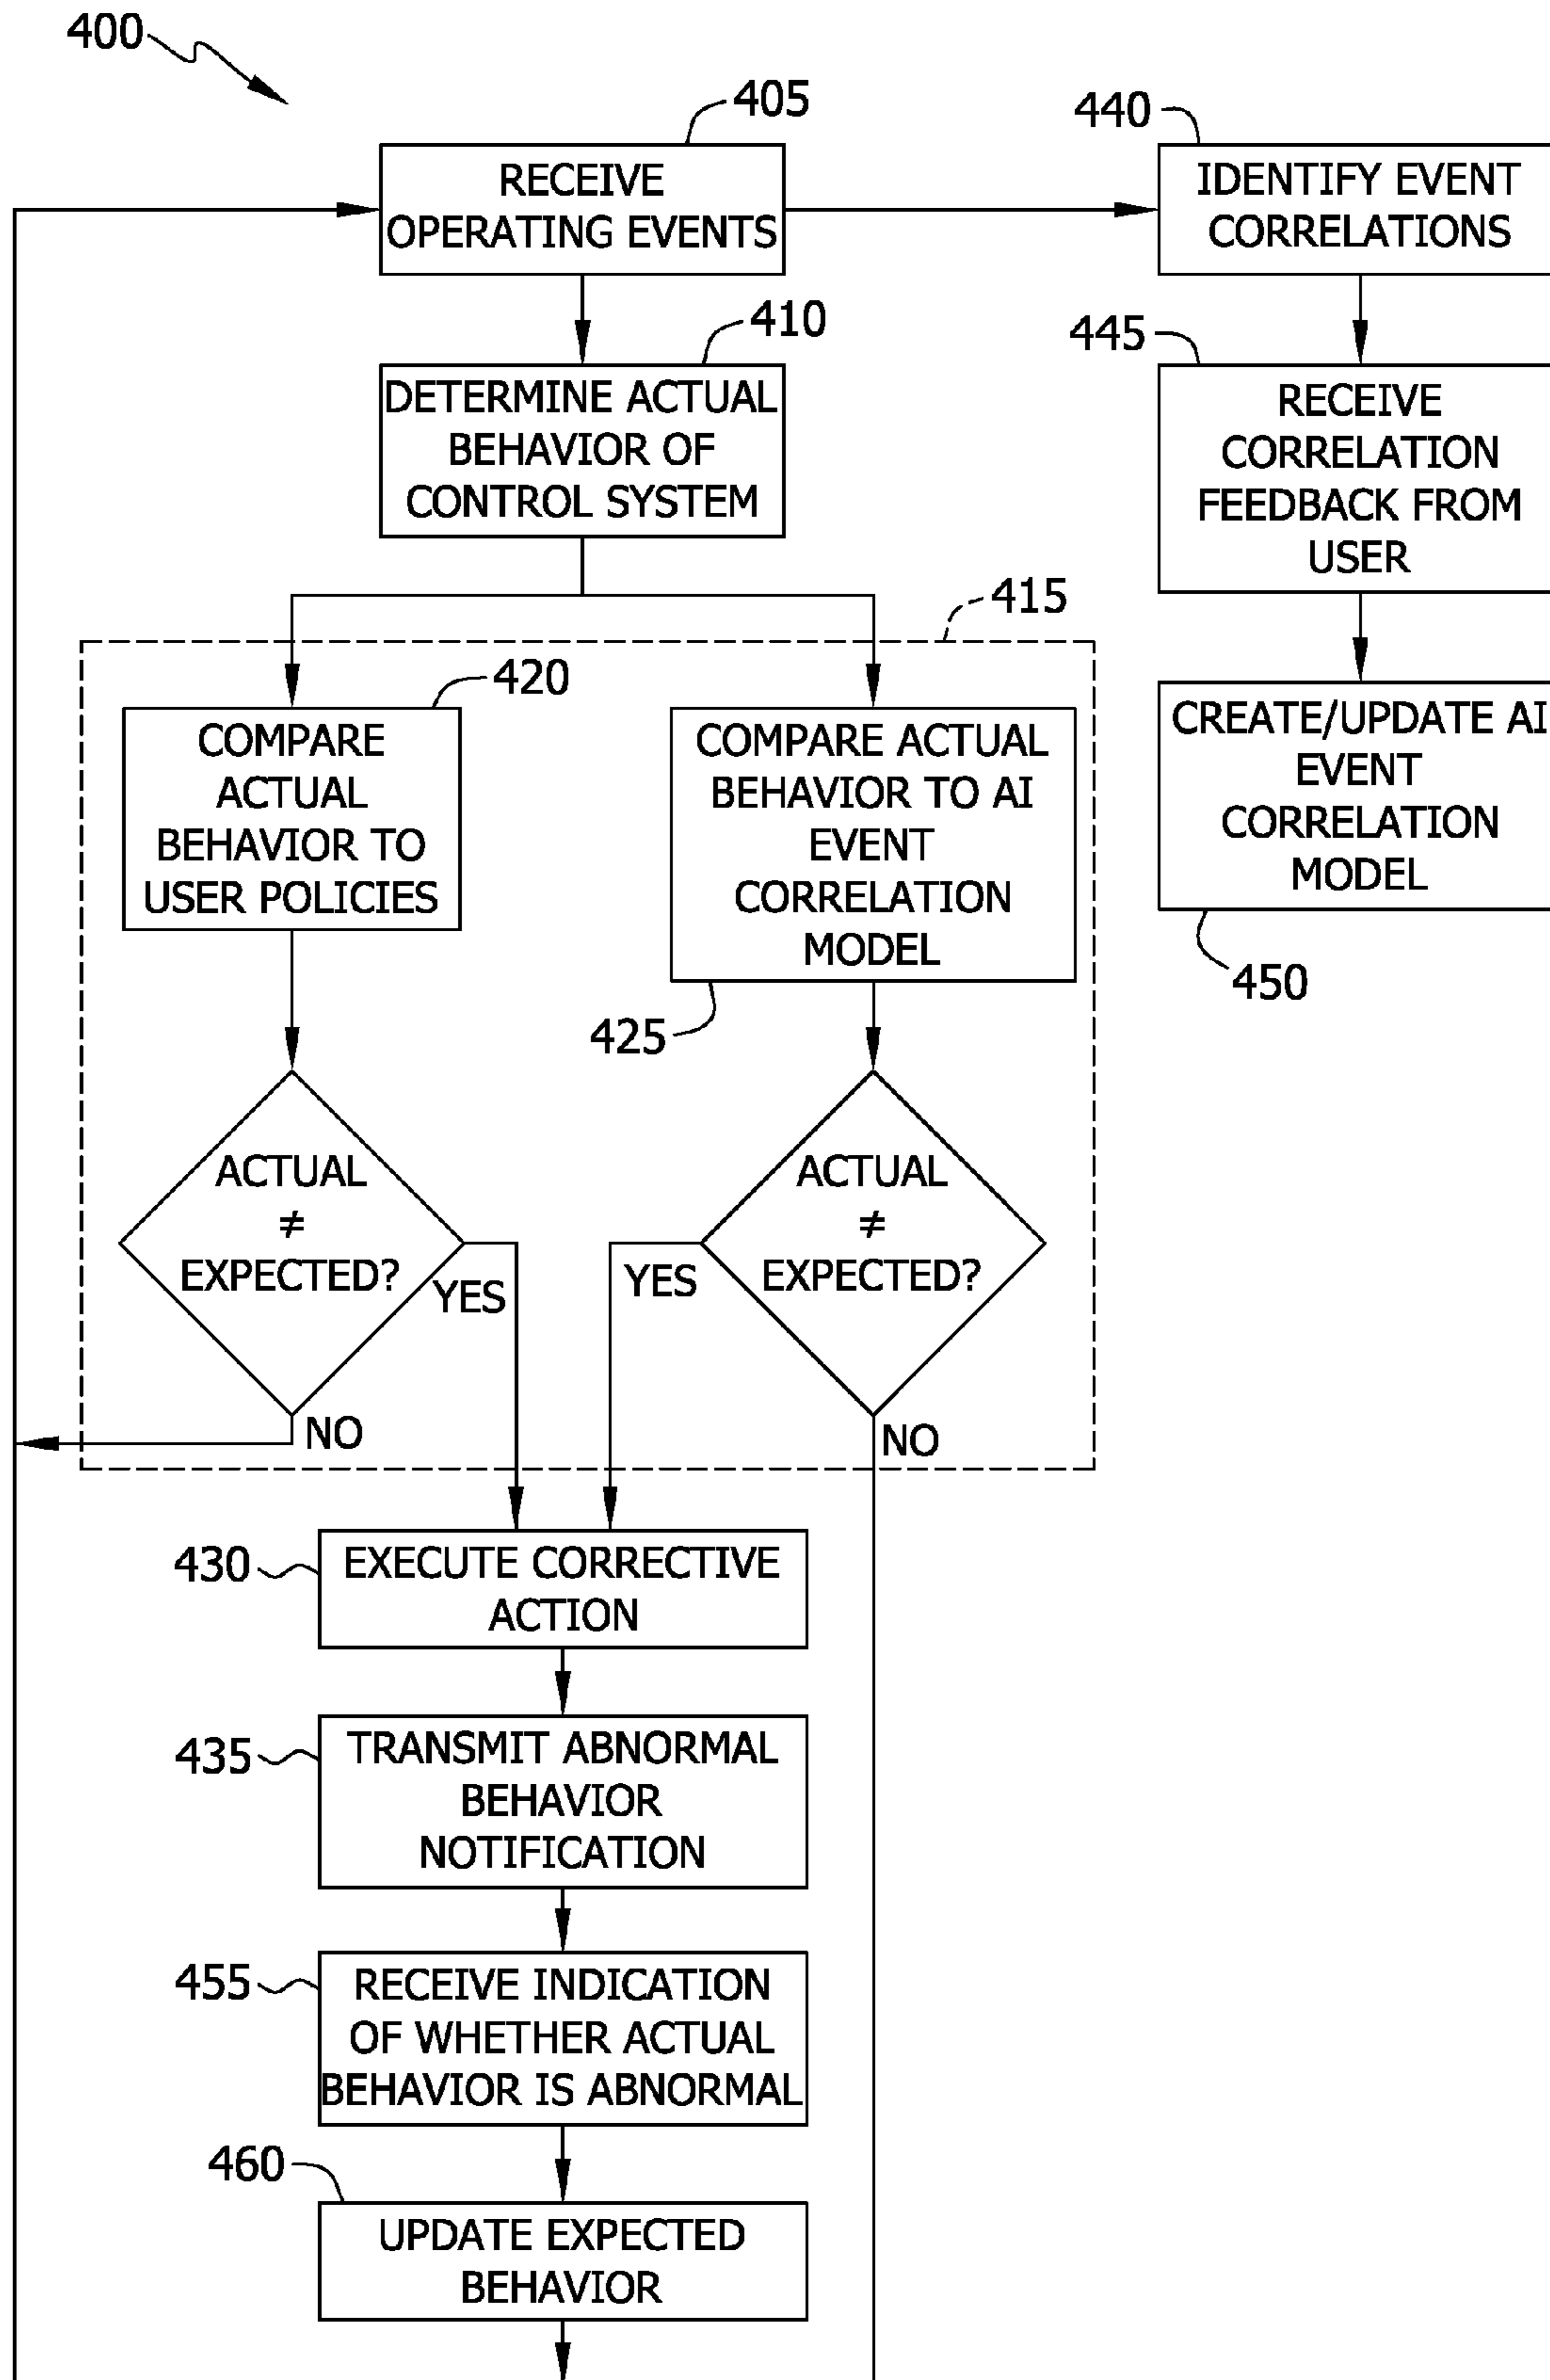 400
405
RECEIVE
OPERATING EVENTS
440
IDENTIFY EVENT
CORRELATIONS
410
DETERMINE ACTUAL
BEHAVIOR OF
CONTROL SYSTEM
445
RECEIVE
CORRELATION
FEEDBACK FROM
USER
415
420
COMPARE
ACTUAL
BEHAVIOR TO
USER POLICIES
COMPARE ACTUAL
BEHAVIOR TO AI
EVENT
CORRELATION
MODEL
425
CREATE/UPDATE AI
EVENT
CORRELATION
MODEL
450
ACTUAL
≠
EXPECTED?
YES
NO
ACTUAL
≠
EXPECTED?
YES
NO
430
EXECUTE CORRECTIVE
ACTION
435
TRANSMIT ABNORMAL
BEHAVIOR
NOTIFICATION
455
RECEIVE INDICATION
OF WHETHER ACTUAL
BEHAVIOR IS ABNORMAL
460
UPDATE EXPECTED
BEHAVIOR